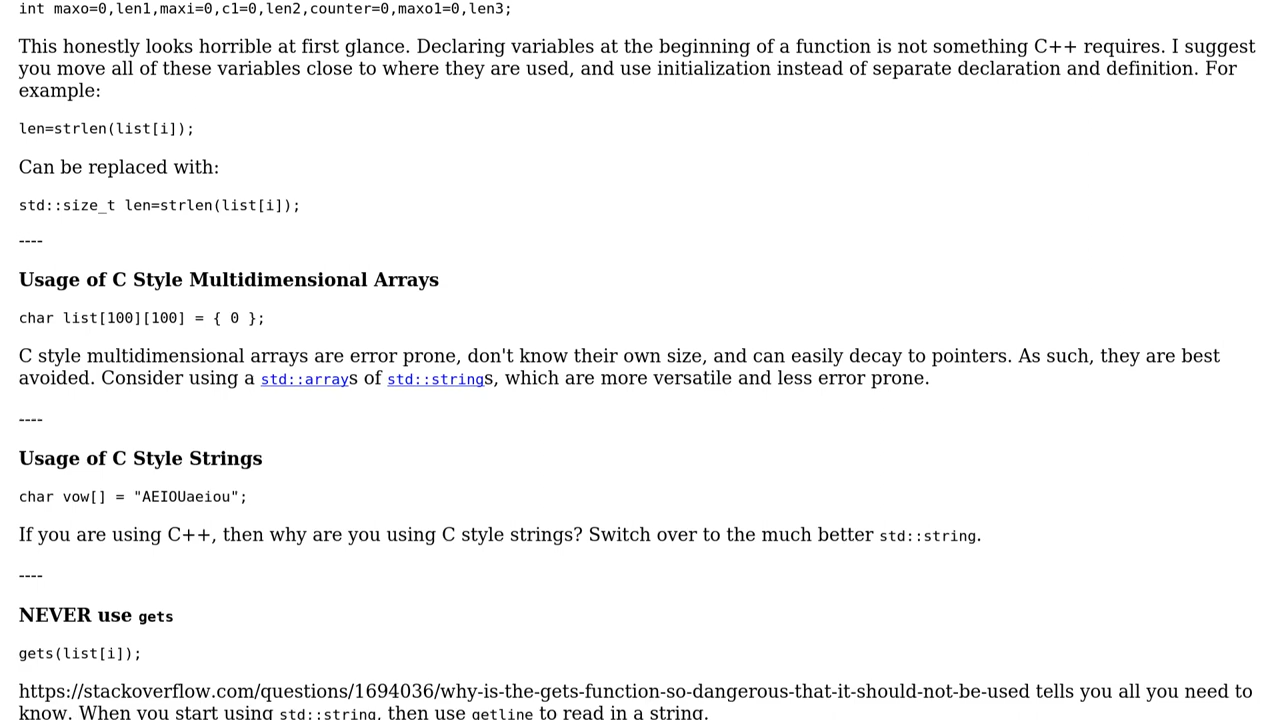 int maxo=0,len1,maxi=0,c1=0,len2,counter=0,maxo1=0,len3;
This honestly looks horrible at first glance. Declaring variables at the beginning of a function is not something C++ requires. I suggest
you move all of these variables close to where they are used, and use initialization instead of separate declaration and definition. For
example:
len=strlen(list[i]);
Can be replaced with:
std::size_t len=strlen(list[i]);
----
Usage of C Style Multidimensional Arrays
char list[100][100] = { 0 };
C style multidimensional arrays are error prone, don't know their own size, and can easily decay to pointers. As such, they are best
avoided. Consider using a std::arrays of std::strings, which are more versatile and less error prone.
----
Usage of C Style Strings
char vow[] = "AEIOUaeiou";
If you are using C++, then why are you using C style strings? Switch over to the much better std::string.
----
NEVER use gets
gets(list[i]);
https://stackoverflow.com/questions/1694036/why-is-the-gets-function-so-dangerous-that-it-should-not-be-used tells you all you need to
know. When you start using std::string, then use getline to read in a string.